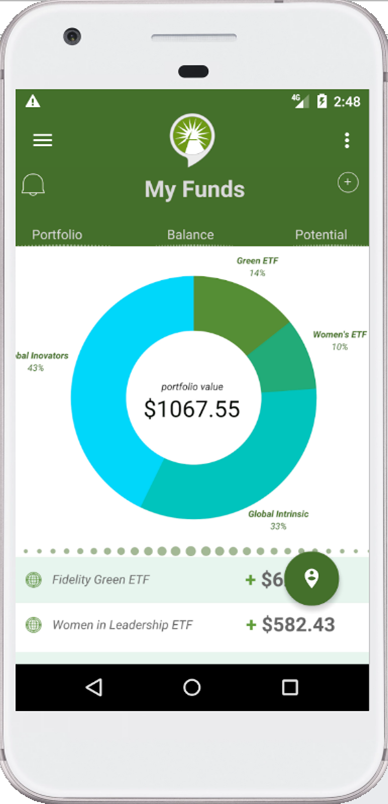 4G 2:48
My Funds
+
Portfolio Balance Potential
Green ETF
14%
Women's ETF
10%
bal Inovators
43%
portfolio value
$1067.55
Global Intrinsic
33%
Fidelity Green ETF + $6
Women in Leadership ETF + $582.43